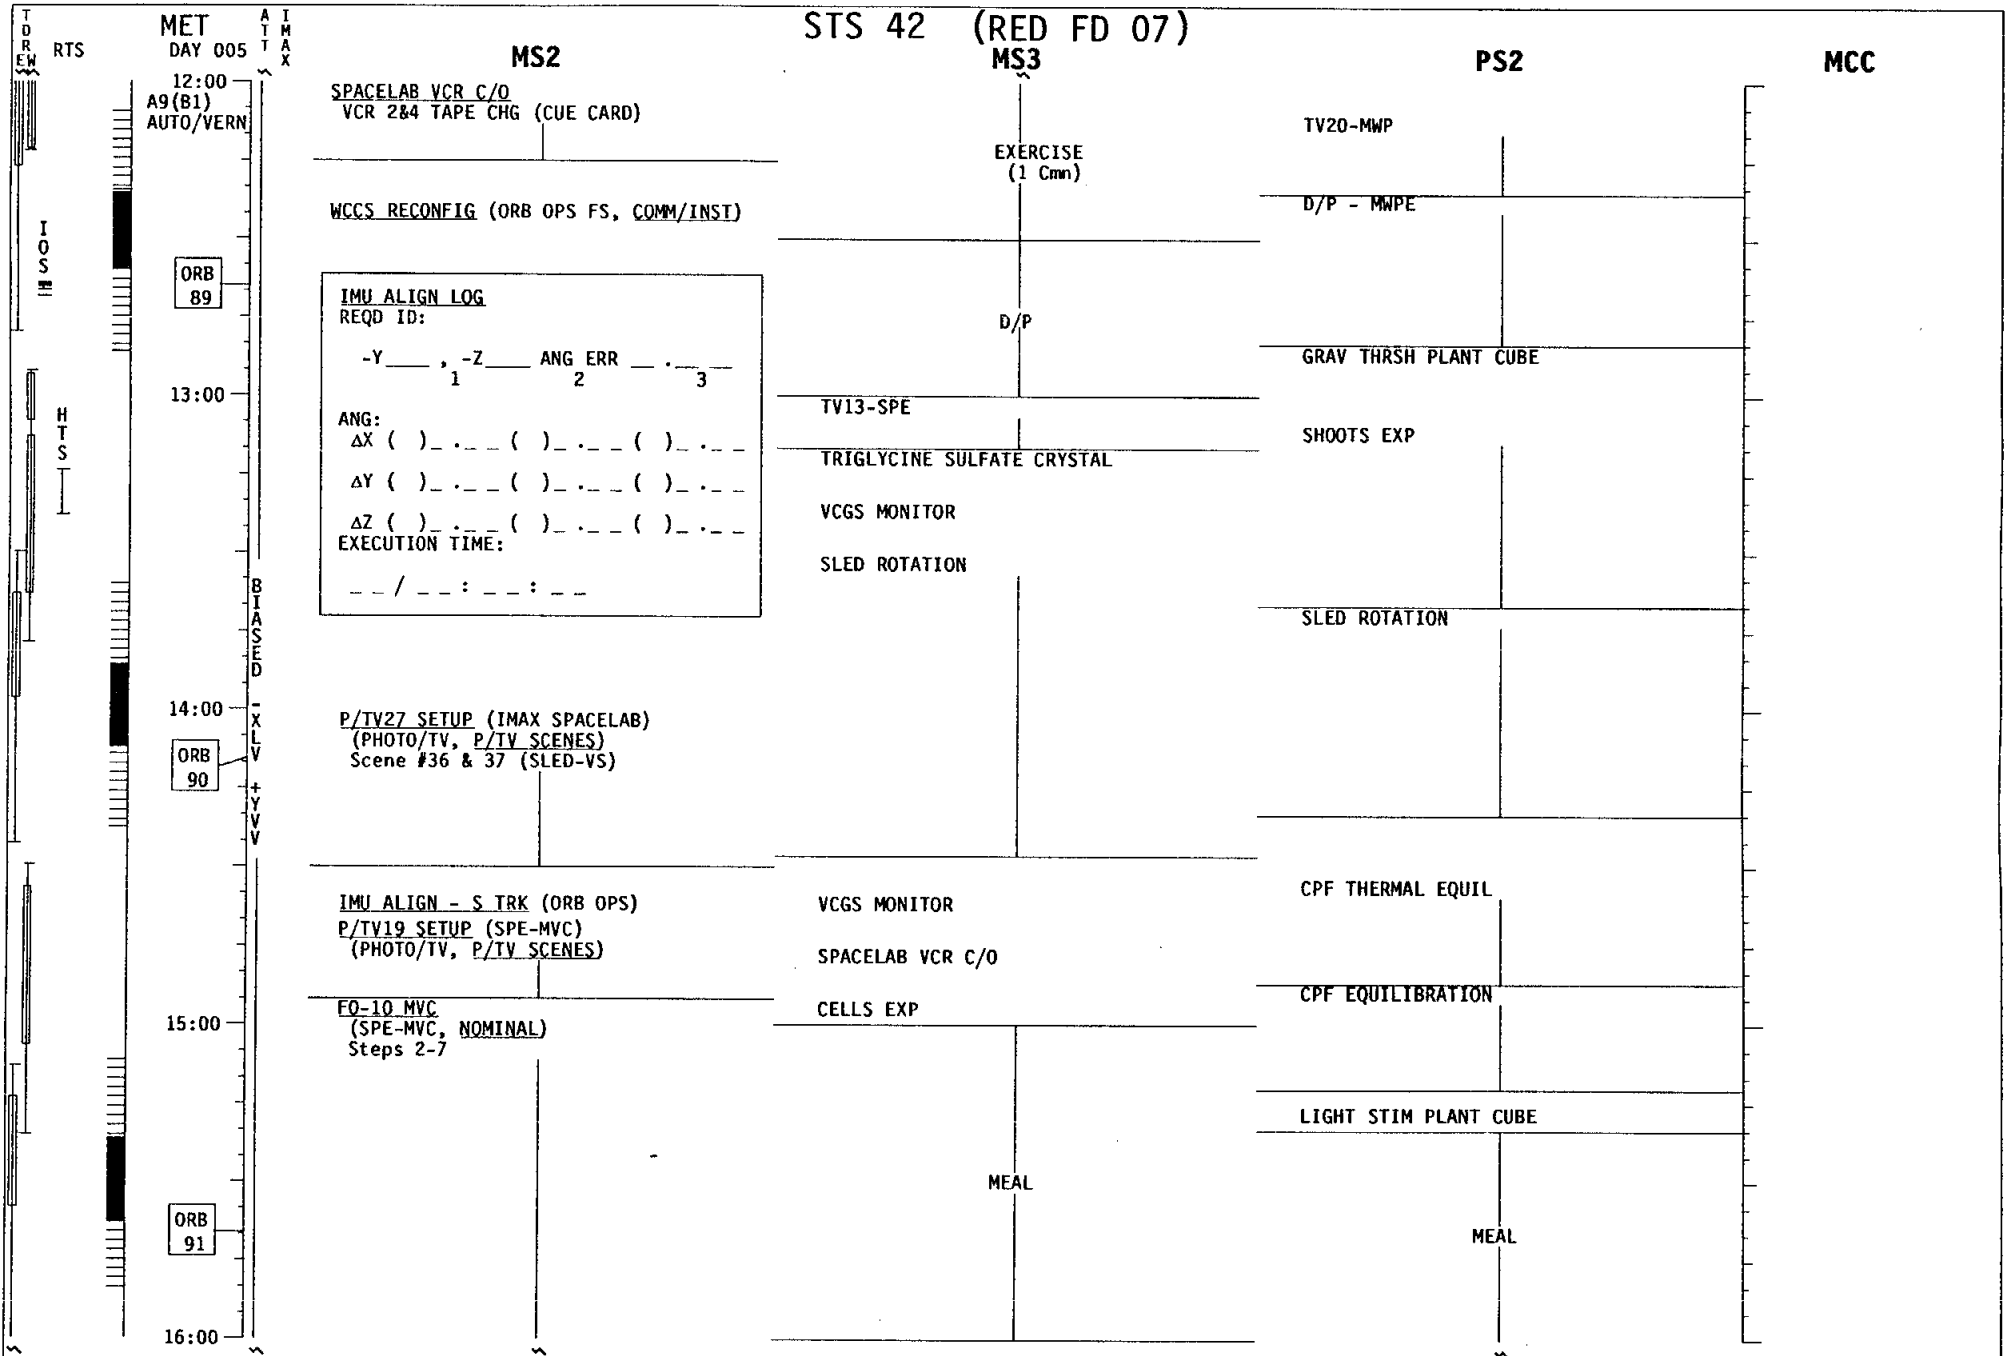 STS 42 (RED FD 07)
TDRE W
RTS
MET
DAY 005
ATT
IMAX
MS2
MS3
PS2
MCC
12:00
A9(B1)
AUTO/VERN
IOS
ORB
89
13:00
HTS
14:00
ORB
90
15:00
ORB
91
16:00
BIASED -XLV +YVV
SPACELAB VCR C/O
VCR 2&4 TAPE CHG (CUE CARD)
WCCS RECONFIG (ORB OPS FS, COMM/INST)
IMU ALIGN LOG
REQD ID:
-Y____ , -Z____ ANG ERR __ .__ __
1 2 3
ANG:
ΔX ( )_ ._ _ ( )_ ._ _ ( )_ ._ _
ΔY ( )_ ._ _ ( )_ ._ _ ( )_ ._ _
ΔZ ( )_ ._ _ ( )_ ._ _ ( )_ ._ _
EXECUTION TIME:
_ _ / _ _ : _ _ : _ _
P/TV27 SETUP (IMAX SPACELAB)
(PHOTO/TV, P/TV SCENES)
Scene #36 & 37 (SLED-VS)
IMU ALIGN - S TRK (ORB OPS)
P/TV19 SETUP (SPE-MVC)
(PHOTO/TV, P/TV SCENES)
FO-10 MVC
(SPE-MVC, NOMINAL)
Steps 2-7
EXERCISE
(1 Cmn)
D/P
TV13-SPE
TRIGLYCINE SULFATE CRYSTAL
VCGS MONITOR
SLED ROTATION
VCGS MONITOR
SPACELAB VCR C/O
CELLS EXP
MEAL
TV20-MWP
D/P - MWPE
GRAV THRSH PLANT CUBE
SHOOTS EXP
SLED ROTATION
CPF THERMAL EQUIL
CPF EQUILIBRATION
LIGHT STIM PLANT CUBE
MEAL